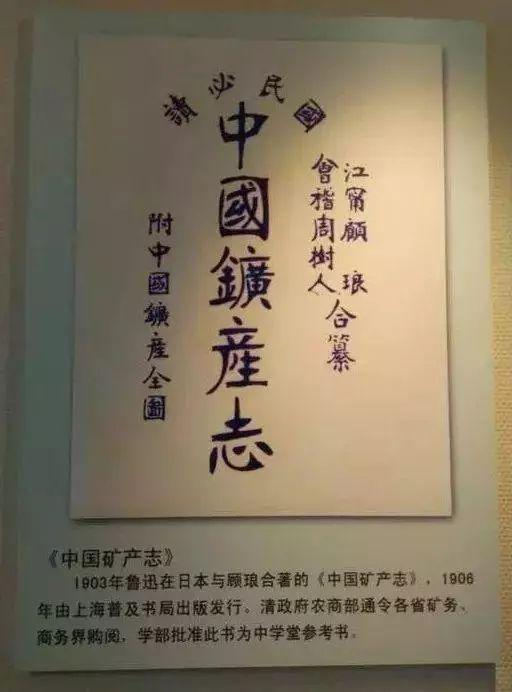 國民必讀
江甯顧 琅
會稽周樹人
合纂
中國鑛産志
附中國鑛産全圖
《中国矿产志》
1903年鲁迅在日本与顾琅合著的《中国矿产志》，1906
年由上海普及书局出版发行。清政府农商部通令各省矿务、
商务界购阅，学部批准此书为中学堂参考书。